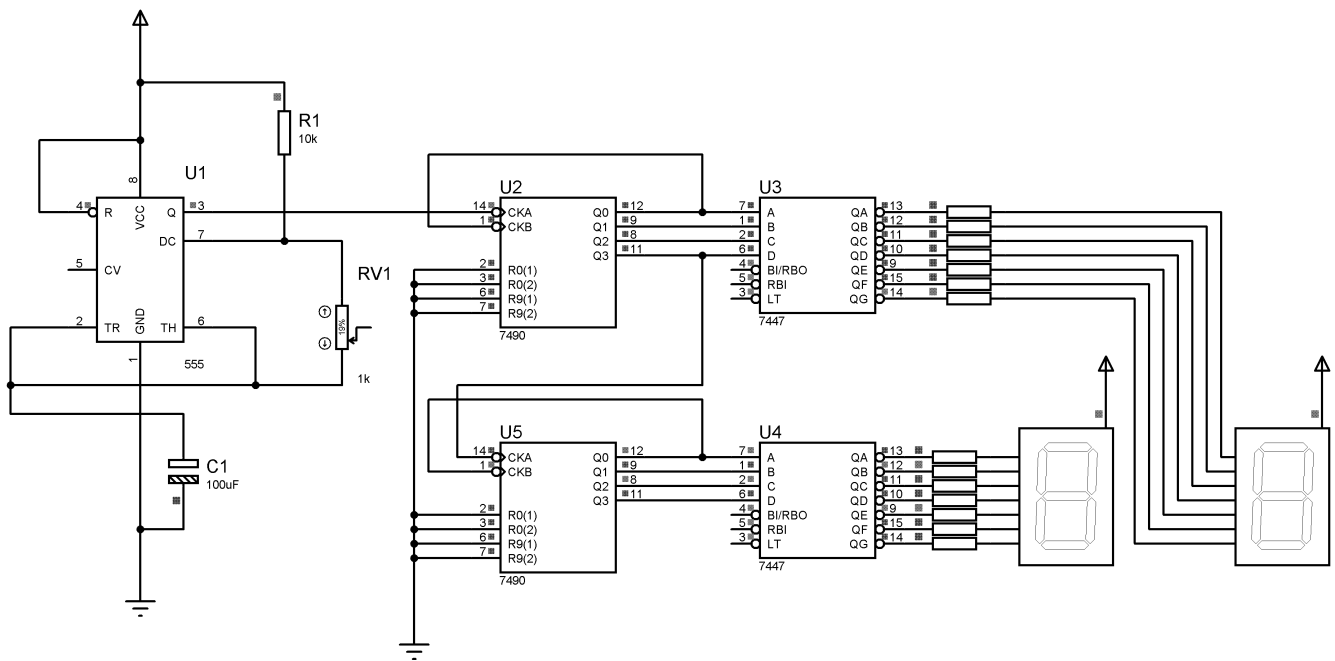 R1
10k
U1
8
4
R
VCC
Q
3
DC
7
5
CV
2
TR
GND
TH
6
1
555
RV1
19%
1k
C1
100uF
U2
14
CKA
Q0
12
1
CKB
Q1
9
Q2
8
Q3
11
2
R0(1)
3
R0(2)
6
R9(1)
7
R9(2)
7490
U3
7
A
QA
13
1
B
QB
12
2
C
QC
11
6
D
QD
10
4
BI/RBO
QE
9
5
RBI
QF
15
3
LT
QG
14
7447
U5
14
CKA
Q0
12
1
CKB
Q1
9
Q2
8
Q3
11
2
R0(1)
3
R0(2)
6
R9(1)
7
R9(2)
7490
U4
7
A
QA
13
1
B
QB
12
2
C
QC
11
6
D
QD
10
4
BI/RBO
QE
9
5
RBI
QF
15
3
LT
QG
14
7447